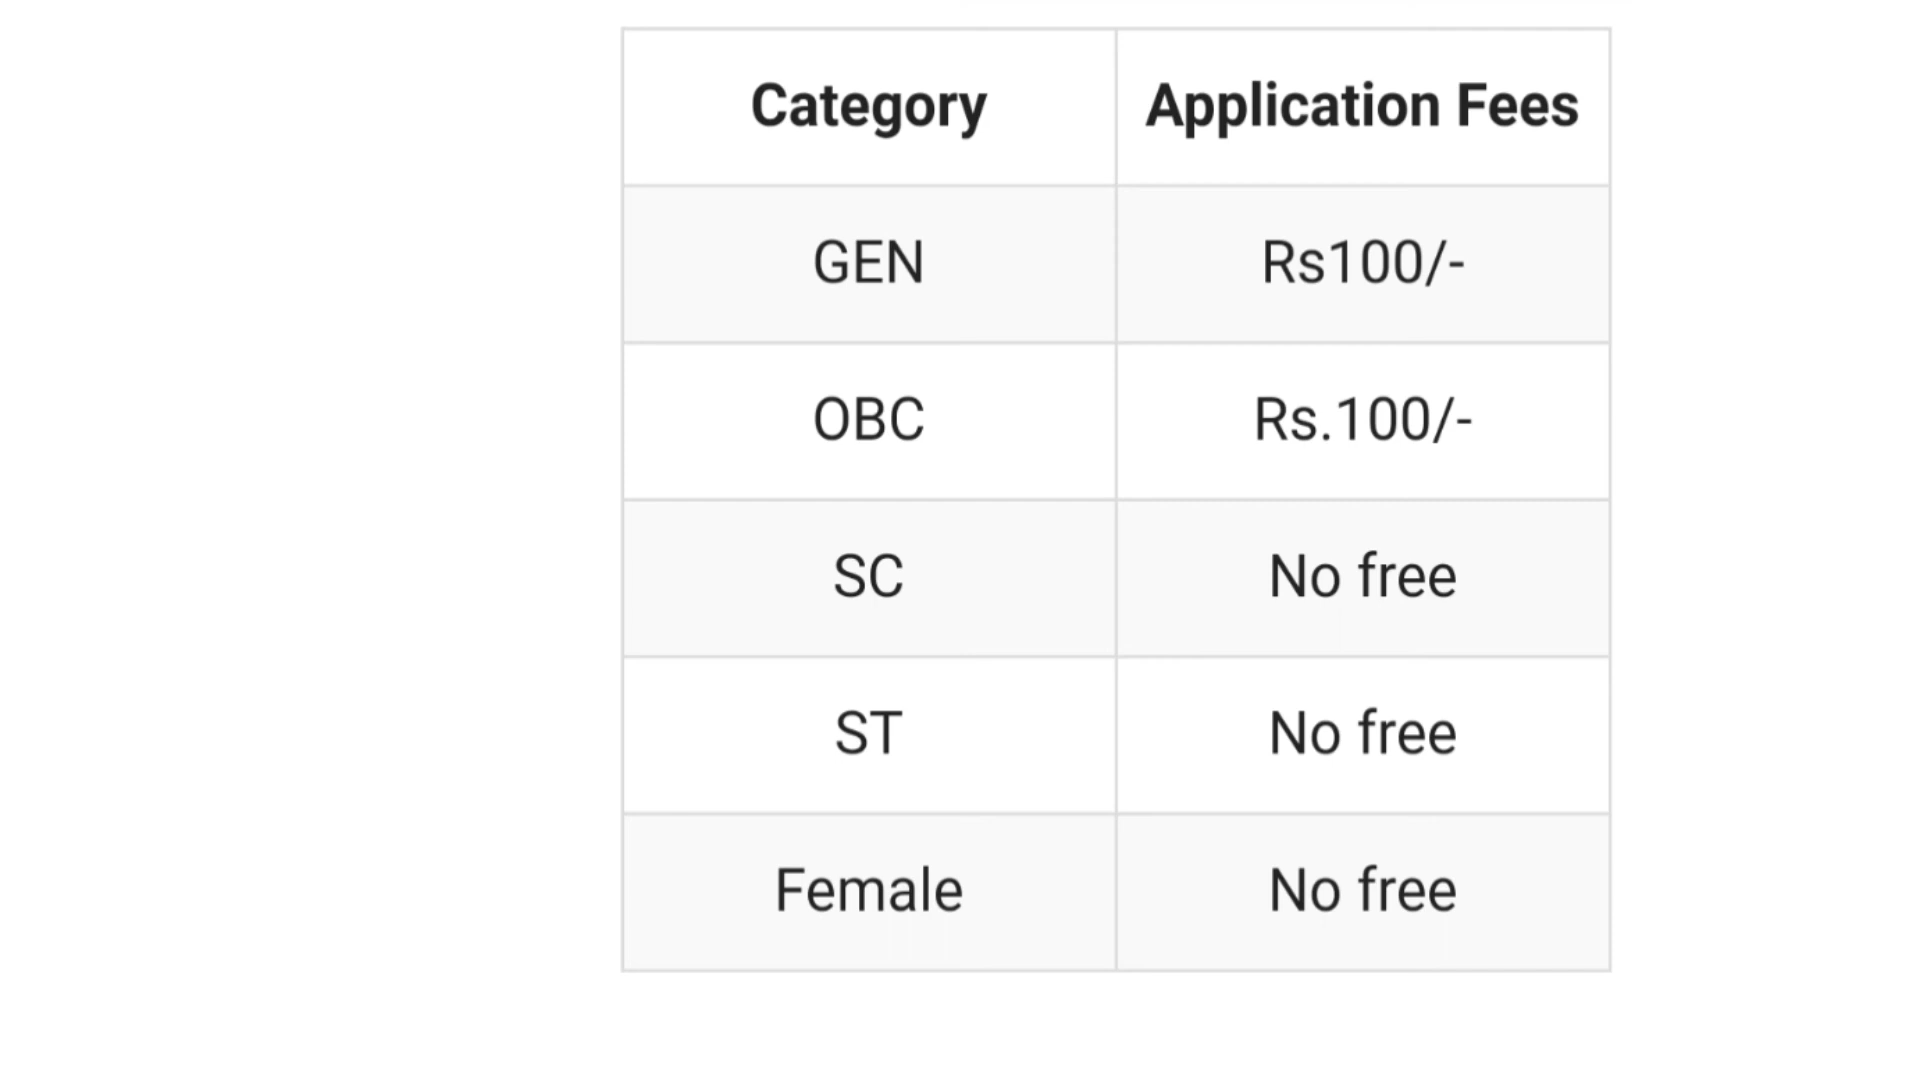 Category Application Fees
GEN Rs100/-
OBC Rs.100/-
SC No free
ST No free
Female No free